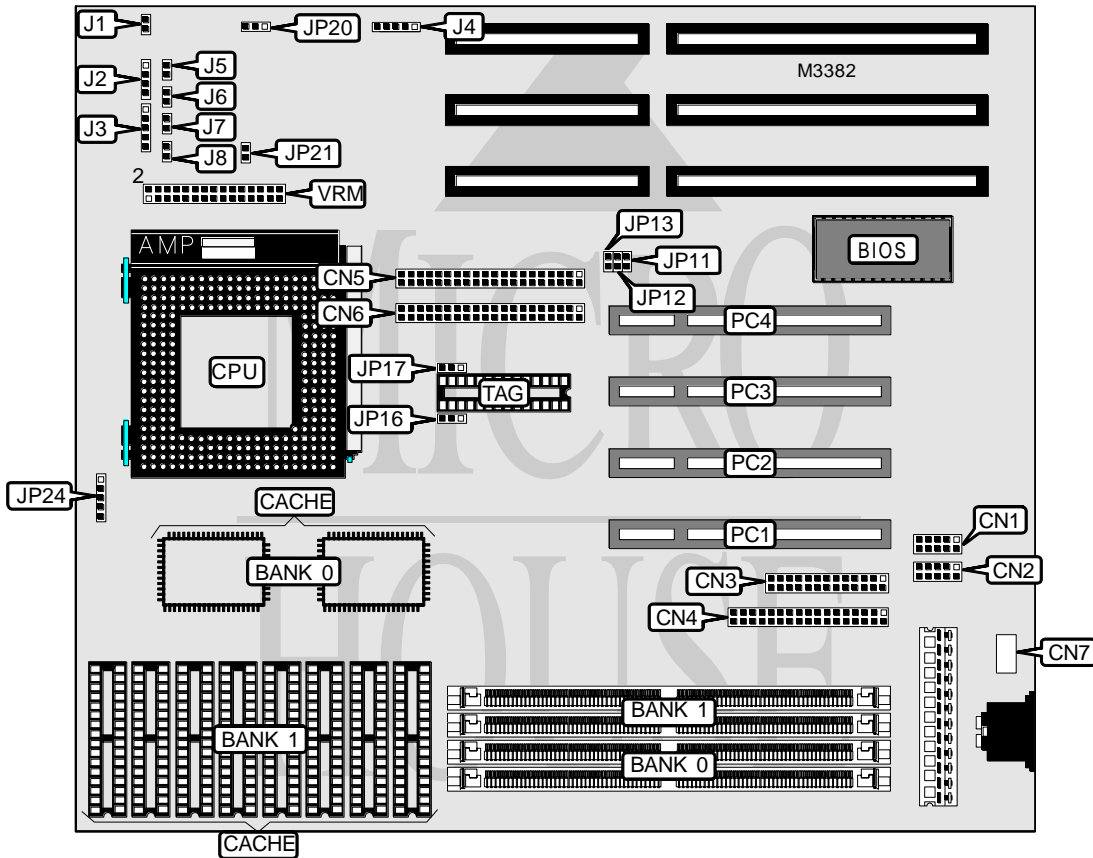 J1
JP20
J4
M3382
J2
J5
J6
J3
J7
J8
JP21
2
VRM
AMP
JP13
JP11
JP12
BIOS
CN5
CN6
PC4
CPU
JP17
TAG
PC3
JP16
PC2
JP24
CACHE
PC1
CN1
BANK 0
CN3
CN2
CN4
CN7
BANK 1
BANK 1
BANK 0
CACHE
MICRO
HOUSE